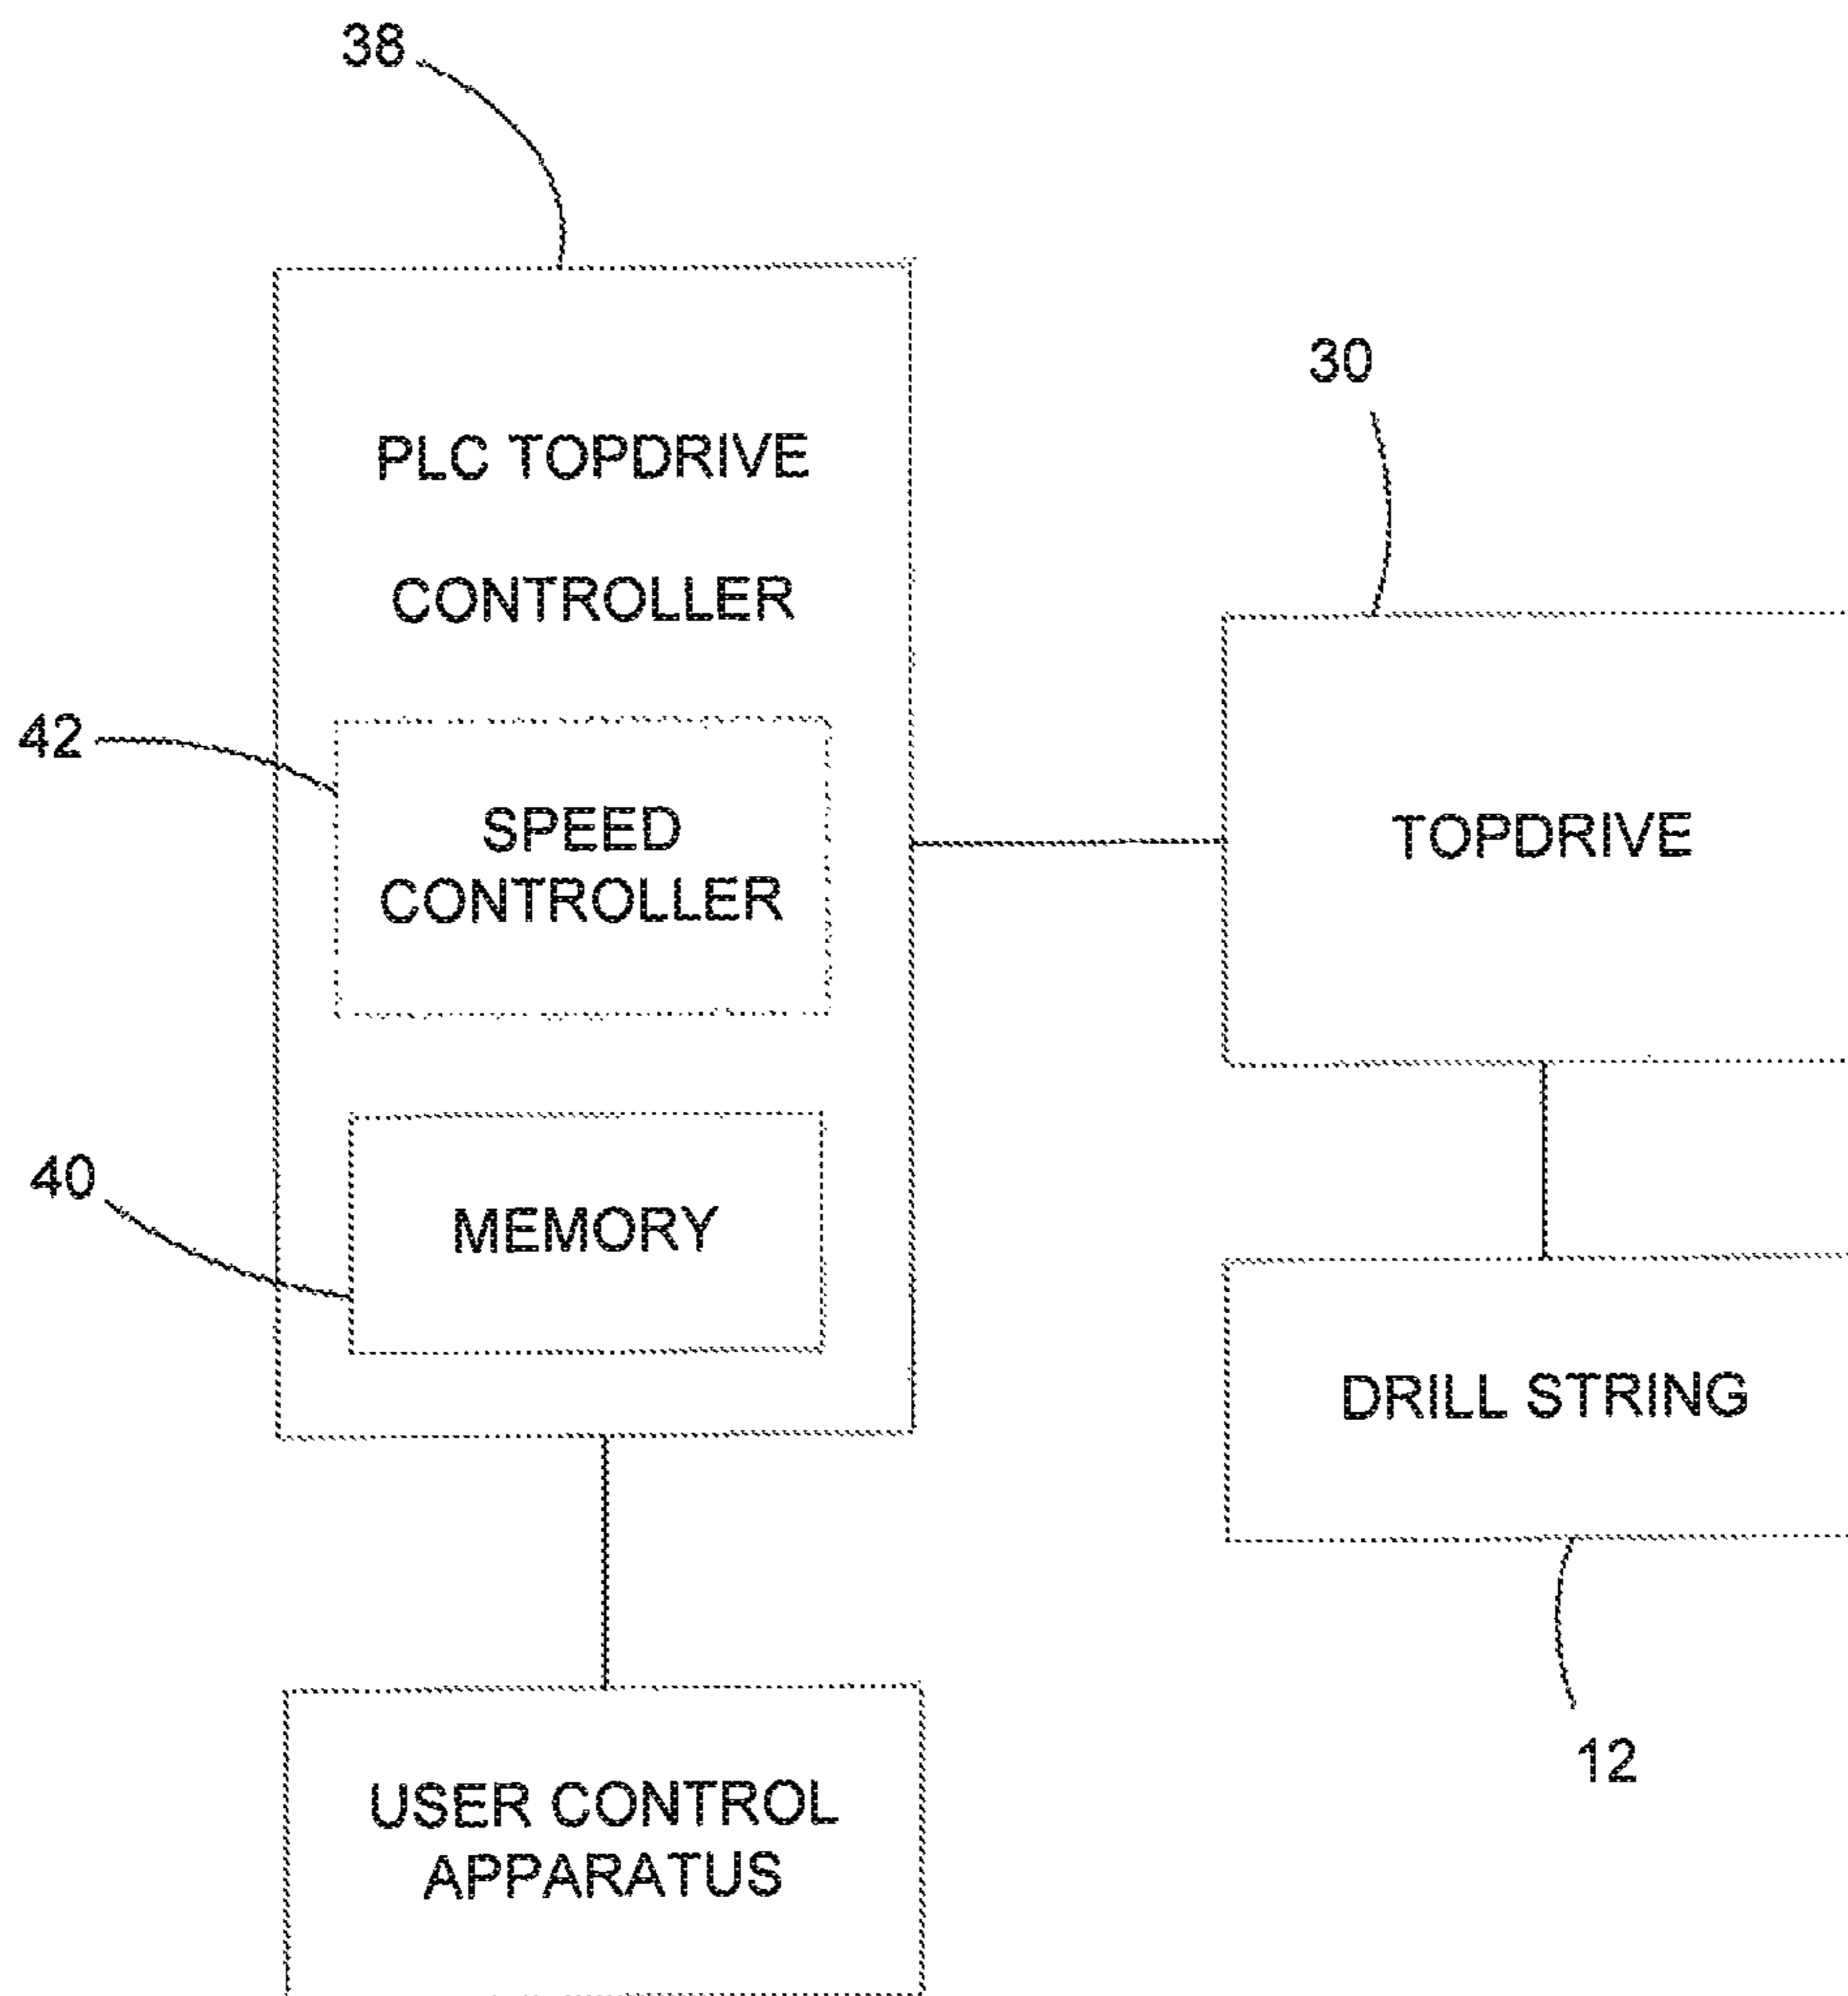 38
PLC TOPDRIVE
CONTROLLER
30
42
SPEED
CONTROLLER
TOPDRIVE
40
MEMORY
DRILL STRING
12
USER CONTROL
APPARATUS